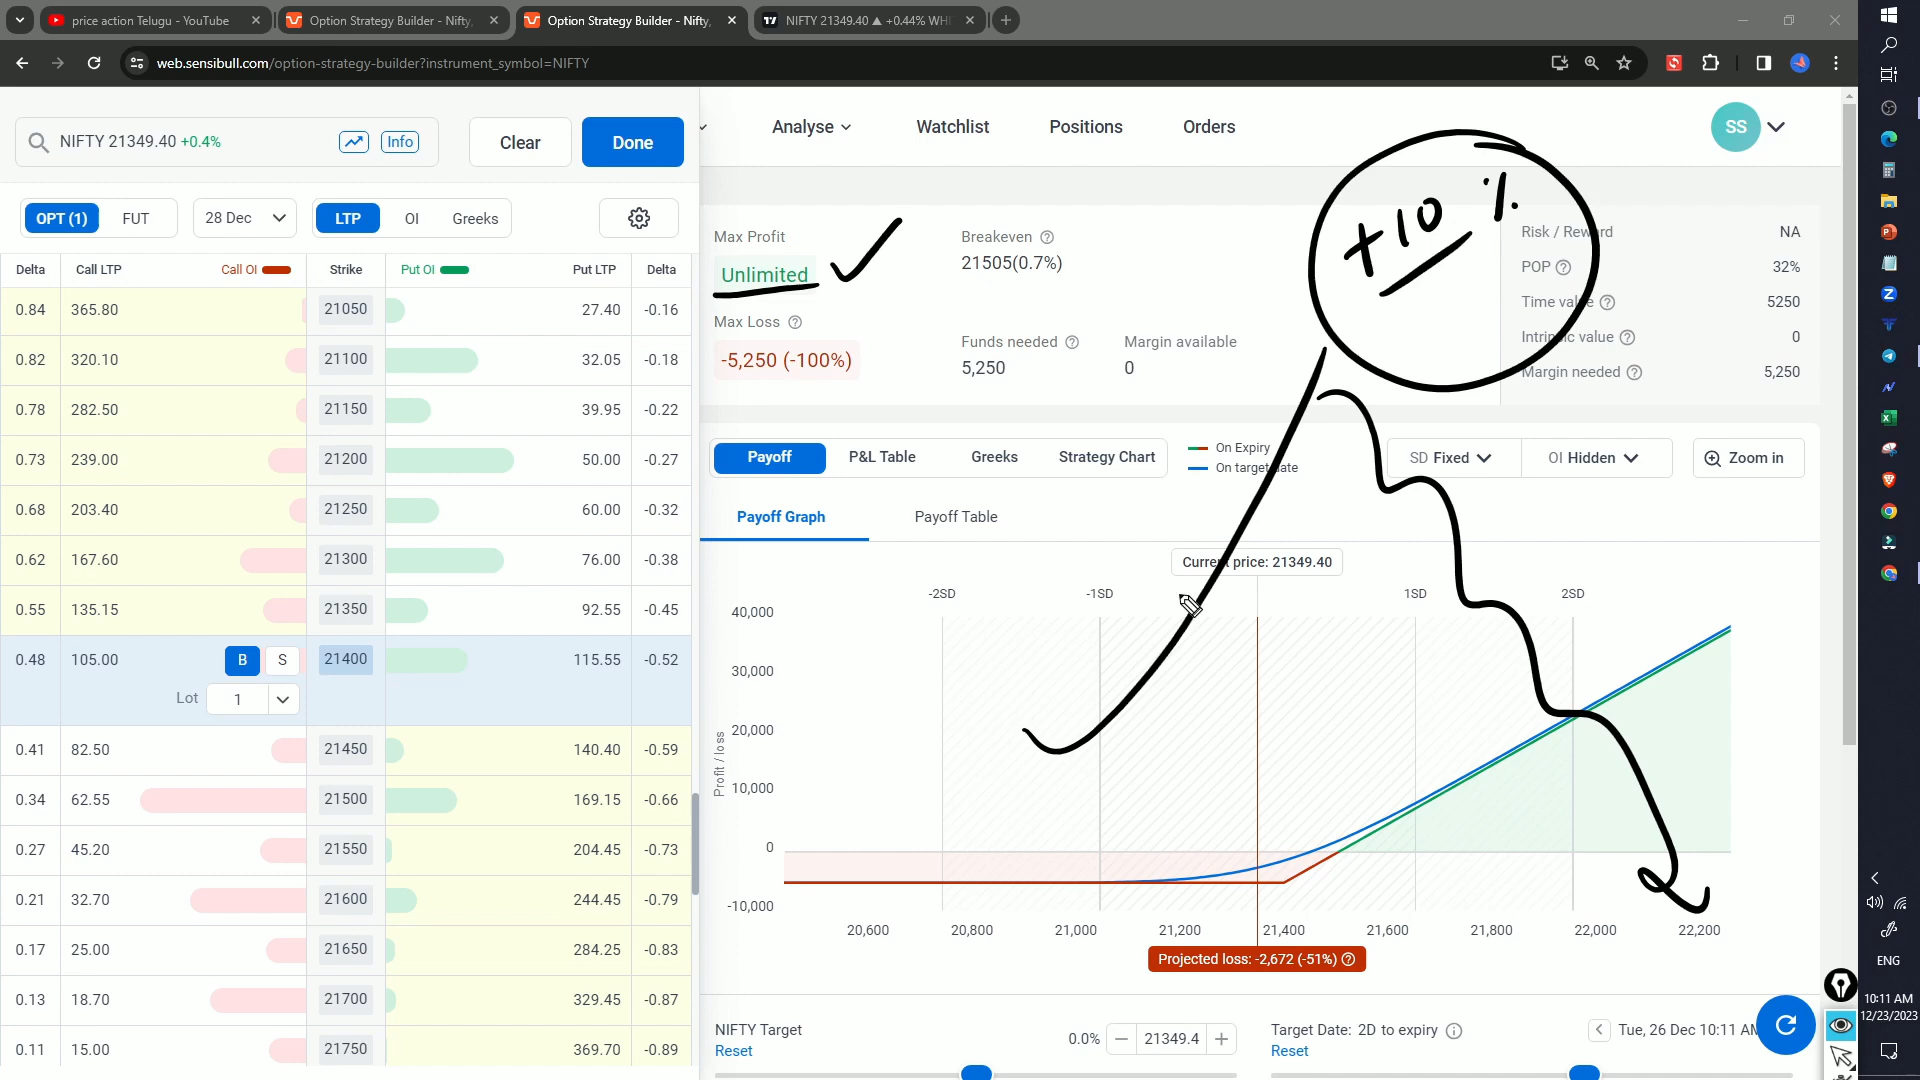 price action Telugu - YouTube
Option Strategy Builder - Nifty,
Option Strategy Builder - Nifty,
NIFTY 21349.40 ▲ +0.44% WH
web.sensibull.com/option-strategy-builder?instrument_symbol=NIFTY
NIFTY 21349.40 +0.4%
Info
Clear
Done
Analyse
Watchlist
Positions
Orders
SS
OPT (1)
FUT
28 Dec
LTP
OI
Greeks
Delta Call LTP Call OI Strike Put OI Put LTP Delta
0.84 365.80 21050 27.40 -0.16
0.82 320.10 21100 32.05 -0.18
0.78 282.50 21150 39.95 -0.22
0.73 239.00 21200 50.00 -0.27
0.68 203.40 21250 60.00 -0.32
0.62 167.60 21300 76.00 -0.38
0.55 135.15 21350 92.55 -0.45
0.48 105.00 B S 21400 115.55 -0.52
Lot 1
0.41 82.50 21450 140.40 -0.59
0.34 62.55 21500 169.15 -0.66
0.27 45.20 21550 204.45 -0.73
0.21 32.70 21600 244.45 -0.79
0.17 25.00 21650 284.25 -0.83
0.13 18.70 21700 329.45 -0.87
0.11 15.00 21750 369.70 -0.89
Max Profit
Unlimited
Max Loss
-5,250 (-100%)
Breakeven
21505(0.7%)
Funds needed
5,250
Margin available
0
+10 %
Risk / Reward NA
POP 32%
Time value 5250
Intrinsic value 0
Margin needed 5,250
Payoff
P&L Table
Greeks
Strategy Chart
On Expiry
On target date
SD Fixed
OI Hidden
Zoom in
Payoff Graph
Payoff Table
Current price: 21349.40
-2SD -1SD 1SD 2SD
Profit / loss
40,000
30,000
20,000
10,000
0
-10,000
20,600 20,800 21,000 21,200 21,400 21,600 21,800 22,000 22,200
Projected loss: -2,672 (-51%)
NIFTY Target
Reset
0.0%
21349.4
Target Date: 2D to expiry
Reset
Tue, 26 Dec 10:11 AM
ENG
10:11 AM
12/23/2023